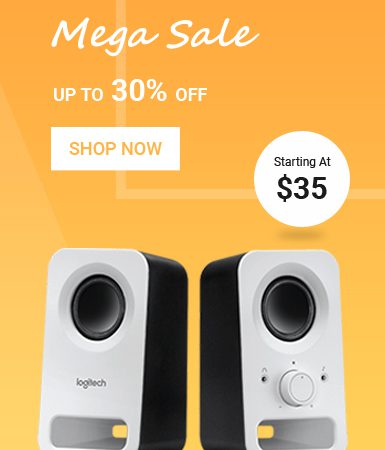 Mega Sale
UP TO 30% OFF
SHOP NOW
Starting At
$35
logitech